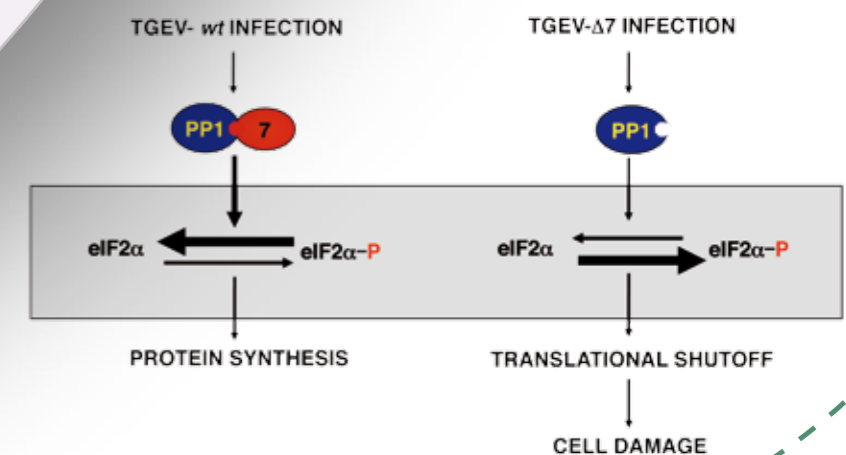 TGEV- wt INFECTION
TGEV-Δ7 INFECTION
PP1 7
PP1
eIF2α eIF2α-P
eIF2α eIF2α-P
PROTEIN SYNTHESIS
TRANSLATIONAL SHUTOFF
CELL DAMAGE